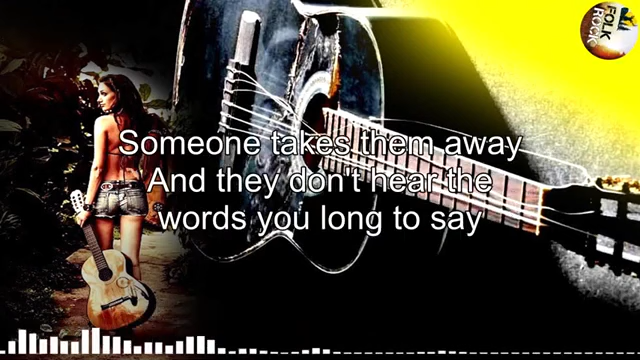 FOLK
ROCK
Someone takes them away
And they don't hear the
words you long to say